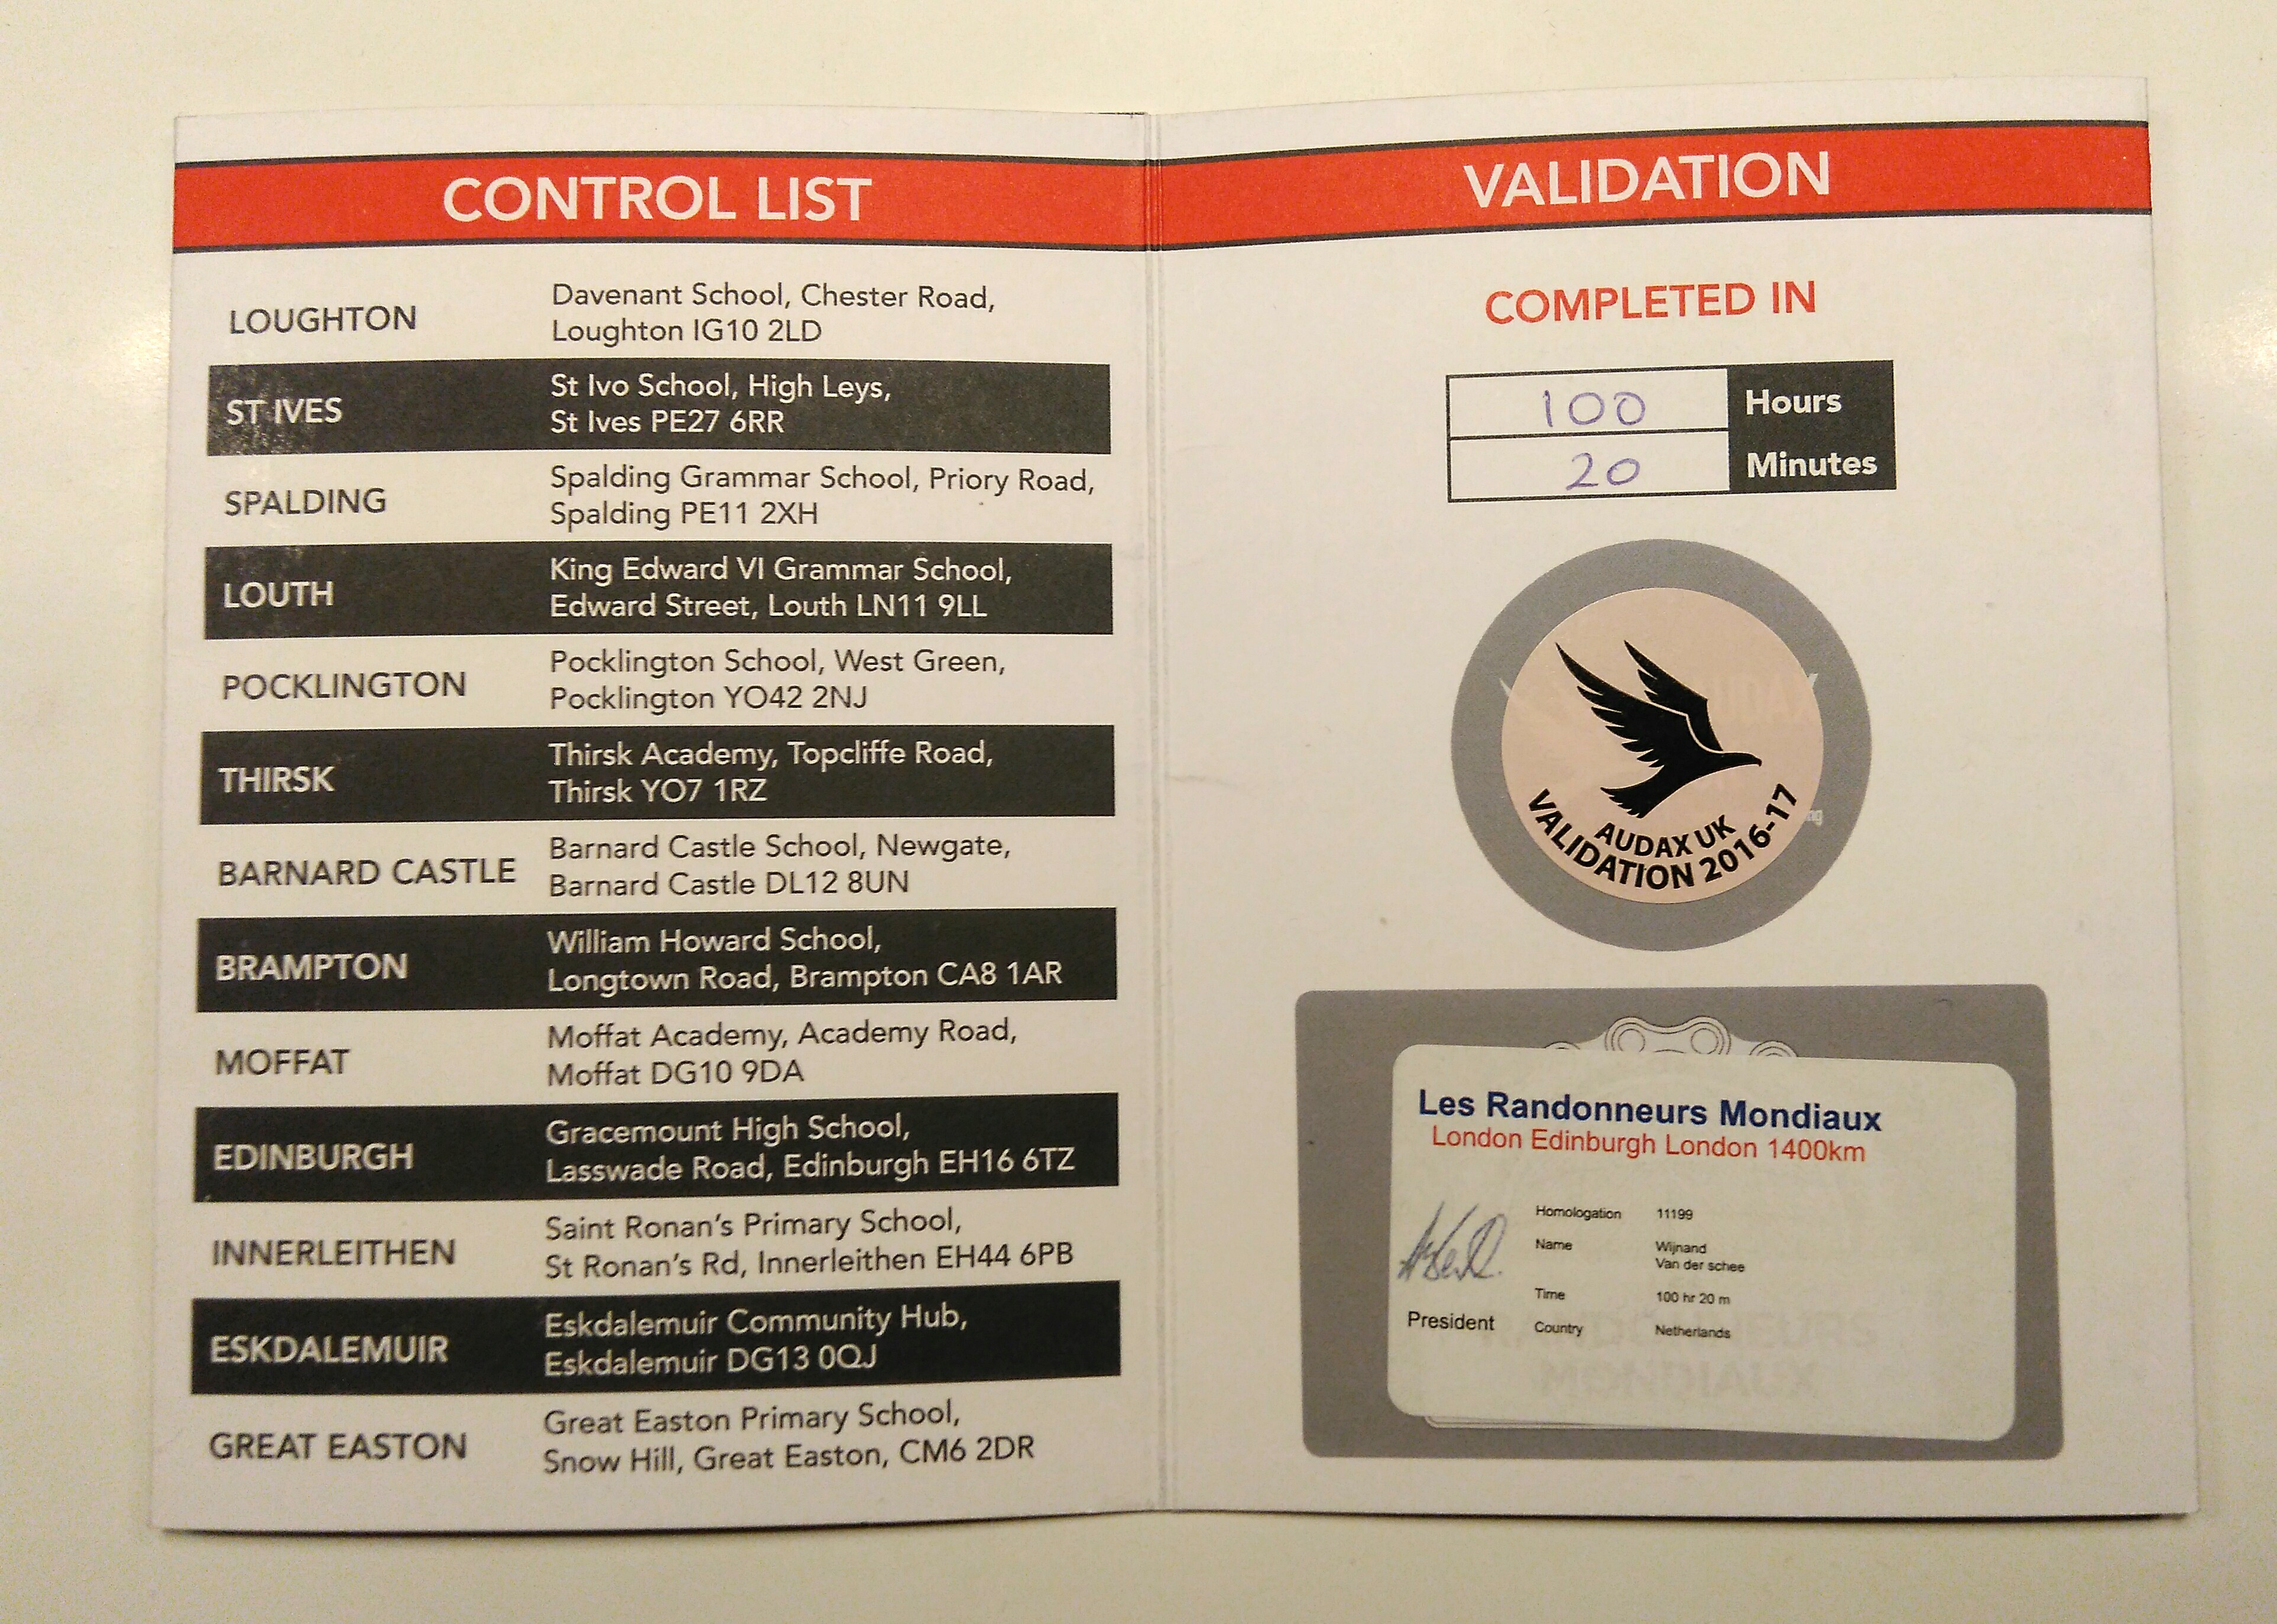 CONTROL LIST
LOUGHTON
Davenant School, Chester Road,
Loughton IG10 2LD
ST IVES
St Ivo School, High Leys,
St Ives PE27 6RR
SPALDING
Spalding Grammar School, Priory Road,
Spalding PE11 2XH
LOUTH
King Edward VI Grammar School,
Edward Street, Louth LN11 9LL
POCKLINGTON
Pocklington School, West Green,
Pocklington YO42 2NJ
THIRSK
Thirsk Academy, Topcliffe Road,
Thirsk YO7 1RZ
BARNARD CASTLE
Barnard Castle School, Newgate,
Barnard Castle DL12 8UN
BRAMPTON
William Howard School,
Longtown Road, Brampton CA8 1AR
MOFFAT
Moffat Academy, Academy Road,
Moffat DG10 9DA
EDINBURGH
Gracemount High School,
Lasswade Road, Edinburgh EH16 6TZ
INNERLEITHEN
Saint Ronan's Primary School,
St Ronan's Rd, Innerleithen EH44 6PB
ESKDALEMUIR
Eskdalemuir Community Hub,
Eskdalemuir DG13 0QJ
GREAT EASTON
Great Easton Primary School,
Snow Hill, Great Easton, CM6 2DR
VALIDATION
COMPLETED IN
100 Hours
20 Minutes
AUDAX UK
VALIDATION 2016-17
Les Randonneurs Mondiaux
London Edinburgh London 1400km
Homologation 11199
Name Wijnand
Van der schee
Time 100 hr 20 m
President
Country Netherlands
RANDONNEURS
MONDIAUX